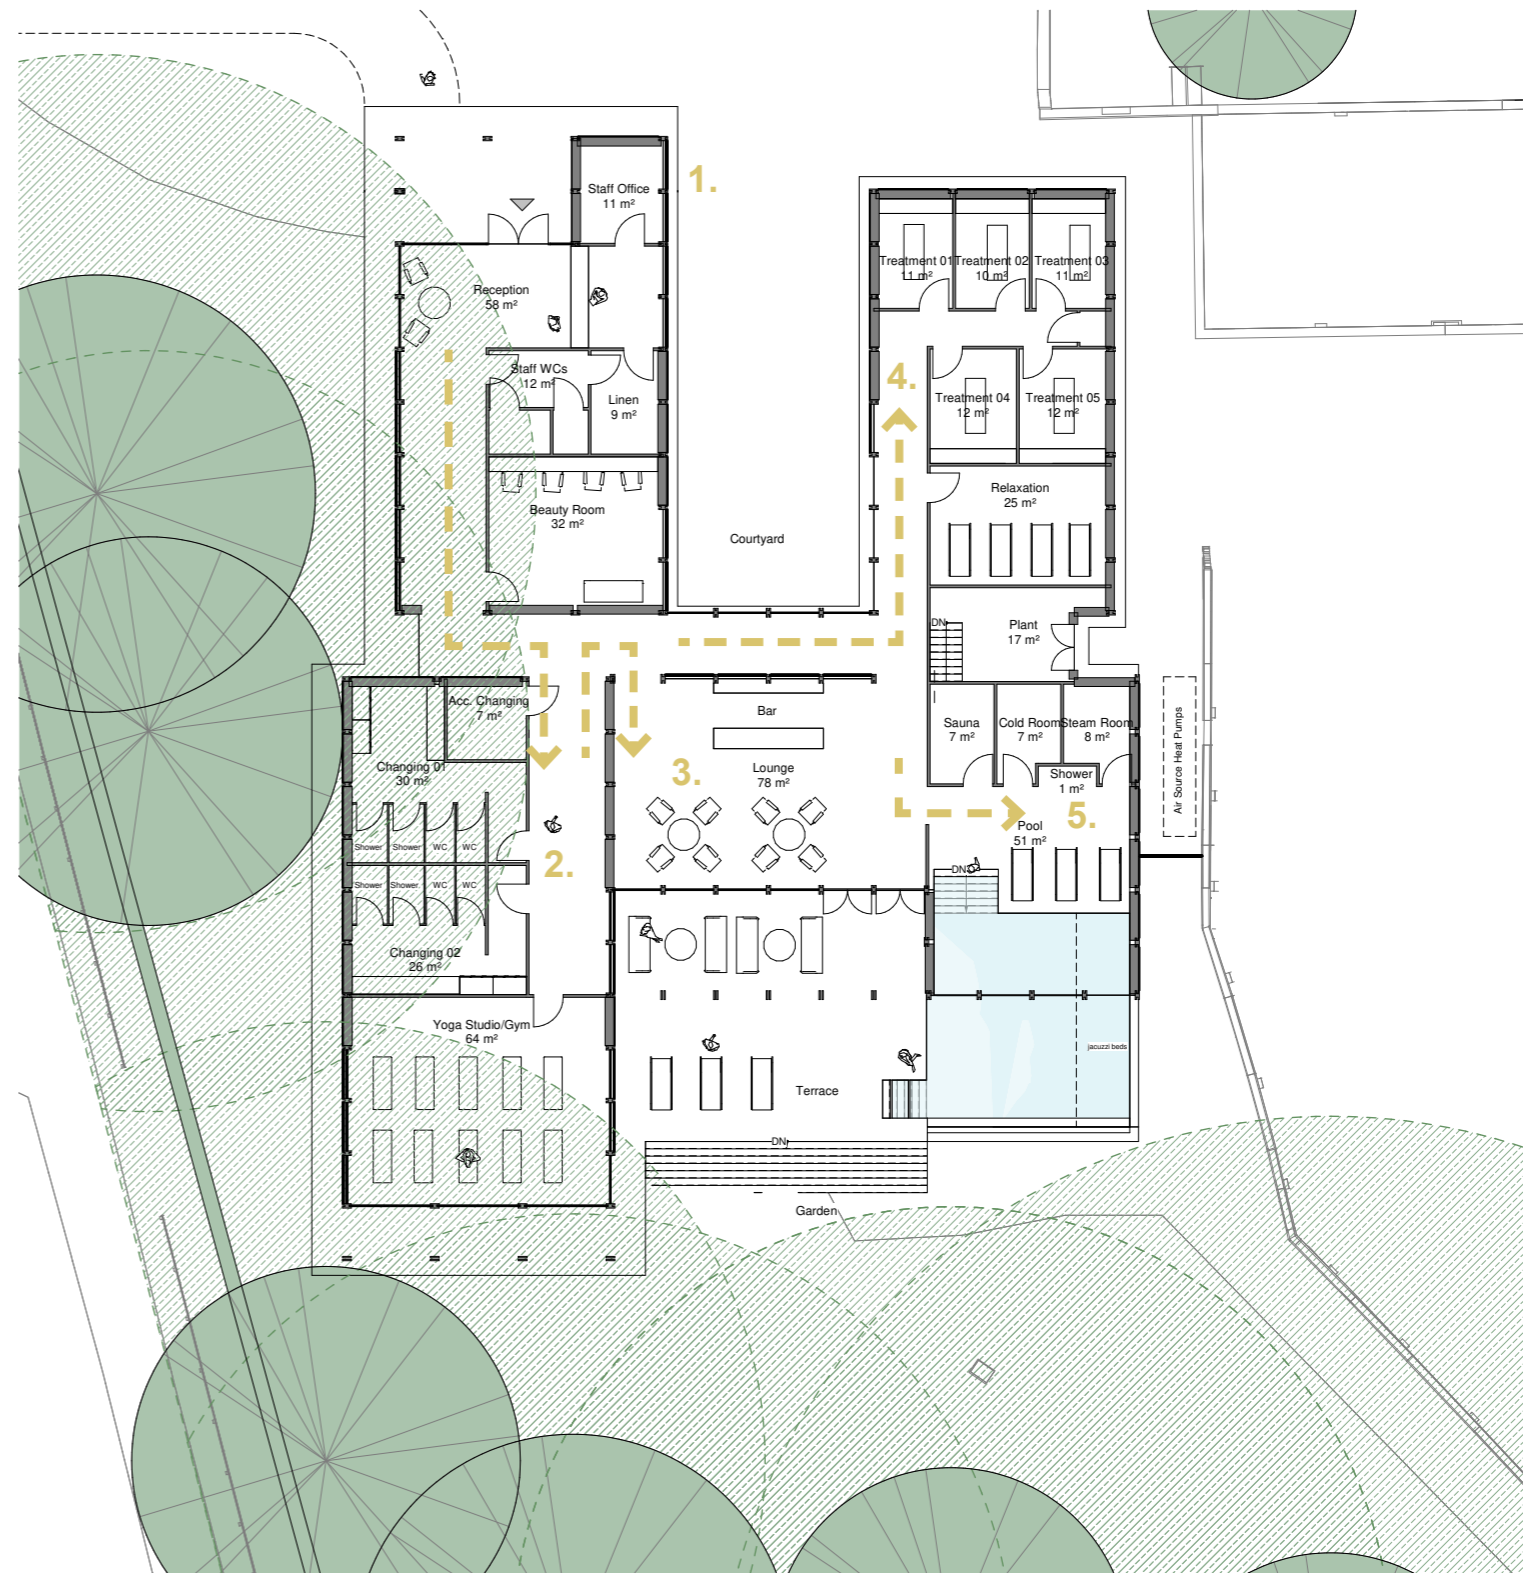 1.
Staff Office
11 m²
Treatment 01
11 m²
Treatment 02
10 m²
Treatment 03
11 m²
Reception
58 m²
Staff WCs
12 m²
Linen
9 m²
4.
Treatment 04
12 m²
Treatment 05
12 m²
Relaxation
25 m²
Beauty Room
32 m²
Courtyard
DN
Plant
17 m²
Acc. Changing
7 m²
Bar
Sauna
7 m²
Cold Room
7 m²
Steam Room
8 m²
Air Source Heat Pumps
Changing 01
30 m²
3.
Lounge
78 m²
Shower
1 m²
Pool
51 m²
5.
Shower
Shower
WC
WC
2.
Shower
Shower
WC
WC
DN
Changing 02
26 m²
Yoga Studio/Gym
64 m²
jacuzzi beds
Terrace
DN
Garden